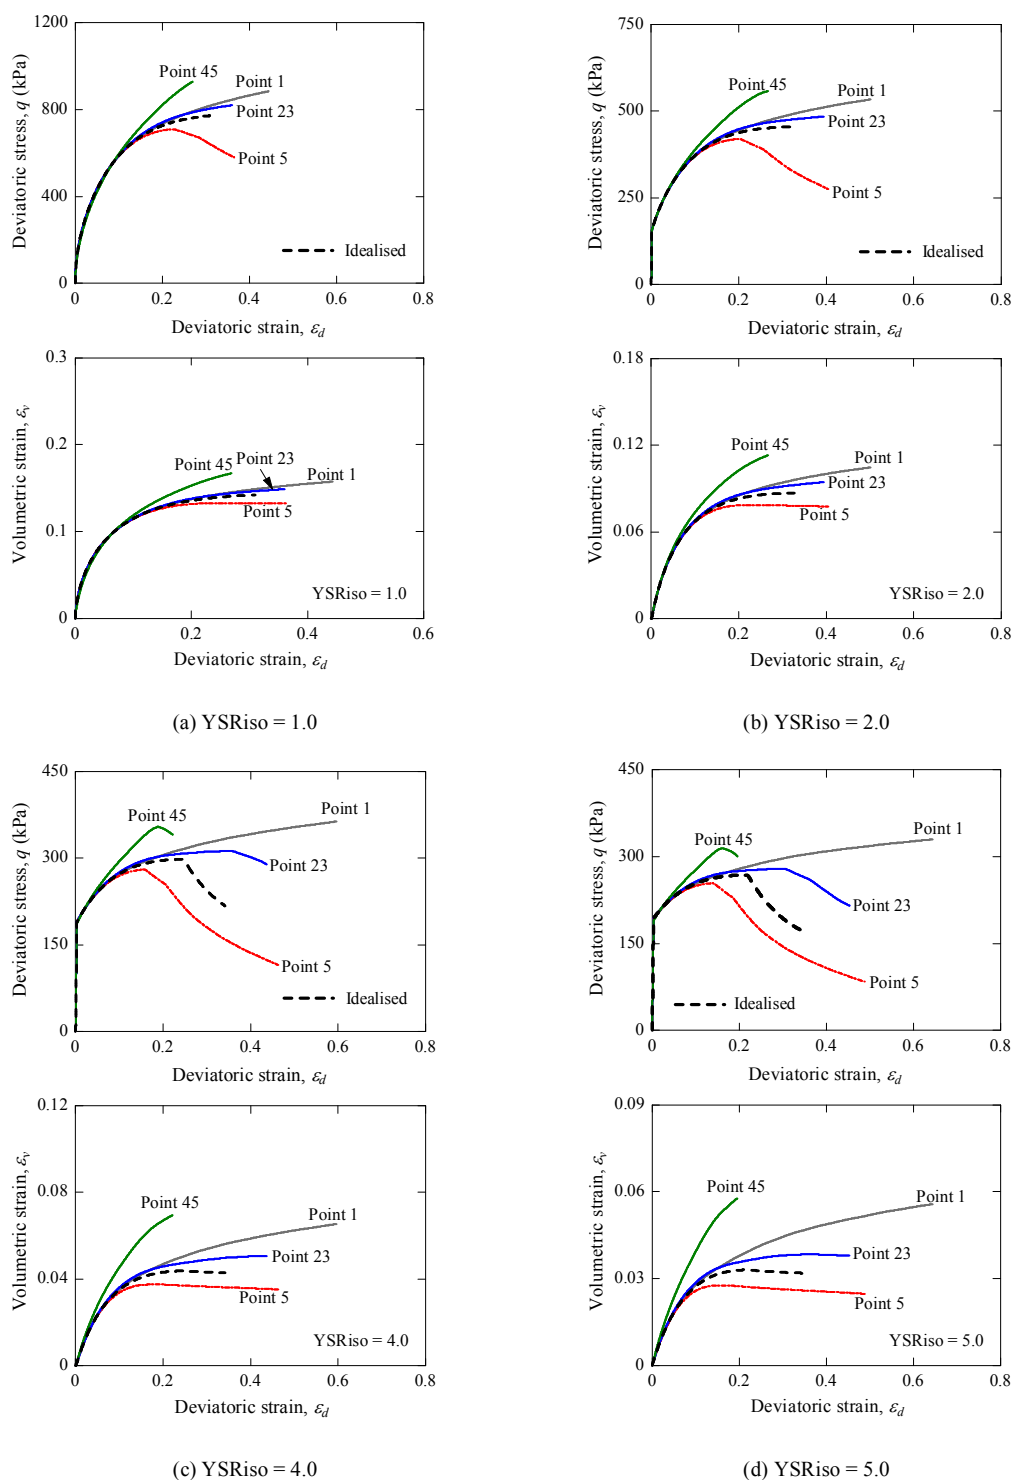 1200
800
400
0
Deviatoric stress, q (kPa)
Point 45
Point 1
Point 23
Point 5
Idealised
0 0.2 0.4 0.6 0.8
Deviatoric strain, εd
750
500
250
0
Deviatoric stress, q (kPa)
Point 45
Point 1
Point 23
Point 5
Idealised
0 0.2 0.4 0.6 0.8
Deviatoric strain, εd
0.3
0.2
0.1
0
Volumetric strain, εv
Point 45
Point 23
Point 1
Point 5
YSRiso = 1.0
0 0.2 0.4 0.6
Deviatoric strain, εd
0.18
0.12
0.06
0
Volumetric strain, εv
Point 45
Point 1
Point 23
Point 5
YSRiso = 2.0
0 0.2 0.4 0.6 0.8
Deviatoric strain, εd
(a) YSRiso = 1.0
(b) YSRiso = 2.0
450
300
150
0
Deviatoric stress, q (kPa)
Point 45
Point 1
Point 23
Point 5
Idealised
0 0.2 0.4 0.6 0.8
Deviatoric strain, εd
450
300
150
0
Deviatoric stress, q (kPa)
Point 45
Point 1
Point 23
Point 5
Idealised
0 0.2 0.4 0.6 0.8
Deviatoric strain, εd
0.12
0.08
0.04
0
Volumetric strain, εv
Point 45
Point 1
Point 23
Point 5
YSRiso = 4.0
0 0.2 0.4 0.6 0.8
Deviatoric strain, εd
0.09
0.06
0.03
0
Volumetric strain, εv
Point 45
Point 1
Point 23
Point 5
YSRiso = 5.0
0 0.2 0.4 0.6 0.8
Deviatoric strain, εd
(c) YSRiso = 4.0
(d) YSRiso = 5.0